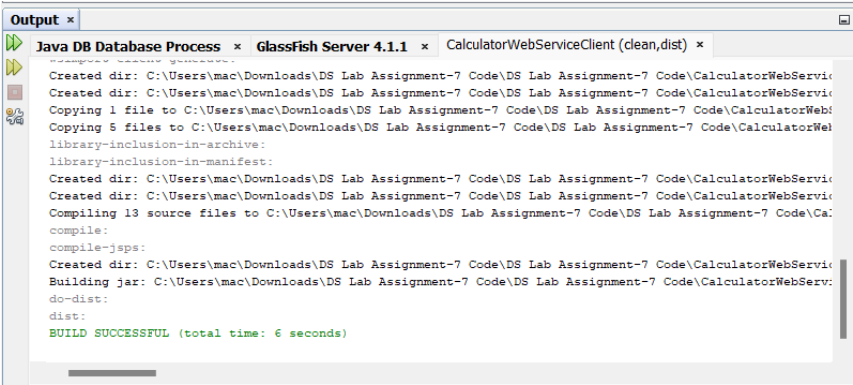 Output ×
Java DB Database Process × GlassFish Server 4.1.1 × CalculatorWebServiceClient (clean,dist) ×
wsimport-client-generate:
Created dir: C:\Users\mac\Downloads\DS Lab Assignment-7 Code\DS Lab Assignment-7 Code\CalculatorWebServic
Created dir: C:\Users\mac\Downloads\DS Lab Assignment-7 Code\DS Lab Assignment-7 Code\CalculatorWebServic
Copying 1 file to C:\Users\mac\Downloads\DS Lab Assignment-7 Code\DS Lab Assignment-7 Code\CalculatorWebS
Copying 5 files to C:\Users\mac\Downloads\DS Lab Assignment-7 Code\DS Lab Assignment-7 Code\CalculatorWeb
library-inclusion-in-archive:
library-inclusion-in-manifest:
Created dir: C:\Users\mac\Downloads\DS Lab Assignment-7 Code\DS Lab Assignment-7 Code\CalculatorWebServic
Created dir: C:\Users\mac\Downloads\DS Lab Assignment-7 Code\DS Lab Assignment-7 Code\CalculatorWebServic
Compiling 13 source files to C:\Users\mac\Downloads\DS Lab Assignment-7 Code\DS Lab Assignment-7 Code\Cal
compile:
compile-jsps:
Created dir: C:\Users\mac\Downloads\DS Lab Assignment-7 Code\DS Lab Assignment-7 Code\CalculatorWebServic
Building jar: C:\Users\mac\Downloads\DS Lab Assignment-7 Code\DS Lab Assignment-7 Code\CalculatorWebServi
do-dist:
dist:
BUILD SUCCESSFUL (total time: 6 seconds)